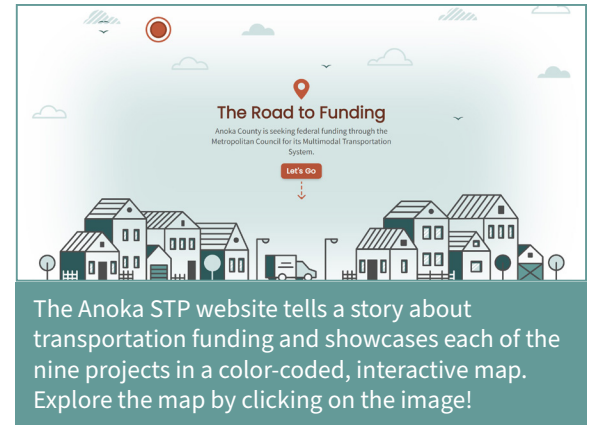 The Road to Funding
Anoka County is seeking federal funding through the
Metropolitan Council for its Multimodal Transportation
System.
Let's Go
The Anoka STP website tells a story about
transportation funding and showcases each of the
nine projects in a color-coded, interactive map.
Explore the map by clicking on the image!